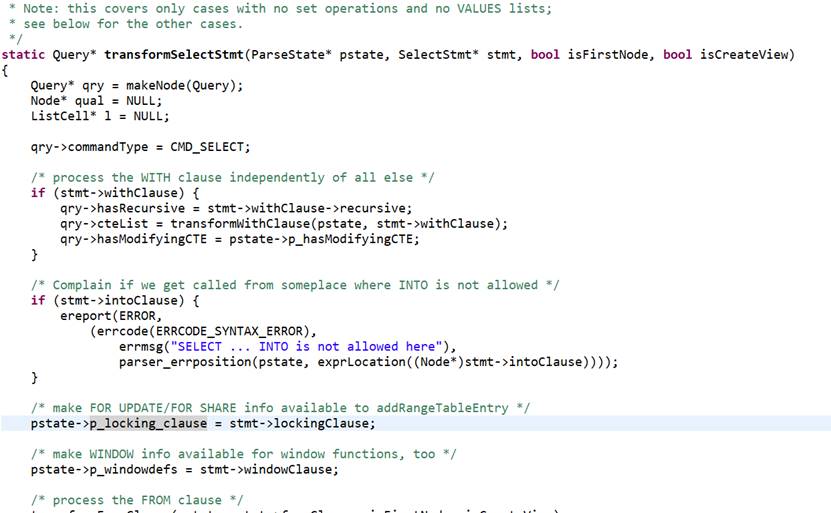 * Note: this covers only cases with no set operations and no VALUES lists;
* see below for the other cases.
*/
static Query* transformSelectStmt(ParseState* pstate, SelectStmt* stmt, bool isFirstNode, bool isCreateView)
{
Query* qry = makeNode(Query);
Node* qual = NULL;
ListCell* l = NULL;
qry->commandType = CMD_SELECT;
/* process the WITH clause independently of all else */
if (stmt->withClause) {
qry->hasRecursive = stmt->withClause->recursive;
qry->cteList = transformWithClause(pstate, stmt->withClause);
qry->hasModifyingCTE = pstate->p_hasModifyingCTE;
}
/* Complain if we get called from someplace where INTO is not allowed */
if (stmt->intoClause) {
ereport(ERROR,
(errcode(ERRCODE_SYNTAX_ERROR),
errmsg("SELECT ... INTO is not allowed here"),
parser_errposition(pstate, exprLocation((Node*)stmt->intoClause))));
}
/* make FOR UPDATE/FOR SHARE info available to addRangeTableEntry */
pstate->p_locking_clause = stmt->lockingClause;
/* make WINDOW info available for window functions, too */
pstate->p_windowdefs = stmt->windowClause;
/* process the FROM clause */